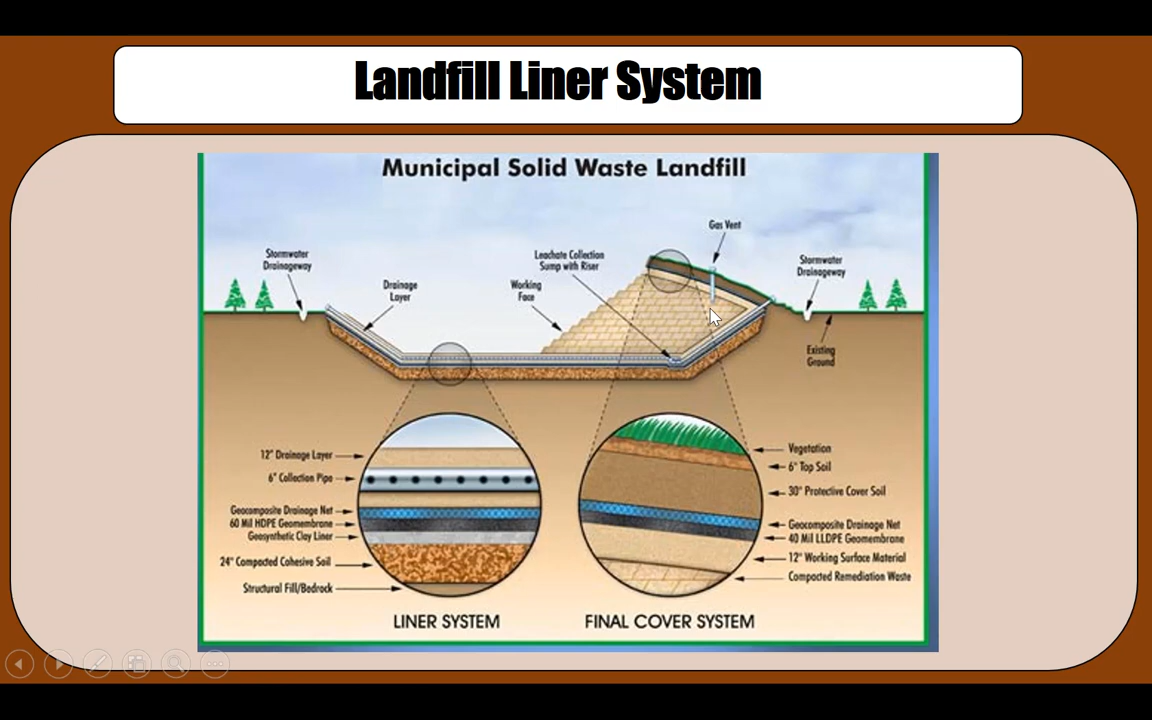 Landfill Liner System
Municipal Solid Waste Landfill
Gas Vent
Stormwater
Drainageway
Leachate Collection
Sump with Riser
Stormwater
Drainageway
Drainage
Layer
Working
Face
Existing
Ground
12" Drainage Layer
6" Collection Pipe
Geocomposite Drainage Net
60 Mil HDPE Geomembrane
Geosynthetic Clay Liner
24" Compacted Cohesive Soil
Structural Fill/Bedrock
LINER SYSTEM
Vegetation
6" Top Soil
30" Protective Cover Soil
Geocomposite Drainage Net
40 Mil LLDPE Geomembrane
12" Working Surface Material
Compacted Remediation Waste
FINAL COVER SYSTEM